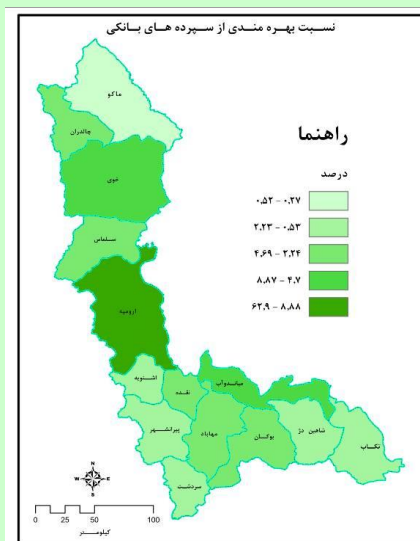 نسبت بهره مندی از سپرده های بانکی
ماکو
چالدران
خوی
سلماس
ارومیه
راهنما
درصد
۰.۵۲ - ۰.۲۷
۲.۲۳ - ۰.۵۳
۴.۶۹ - ۲.۲۴
۸.۸۷ - ۴.۷
۶۲.۹ - ۸.۸۸
اشنویه
نقده
میاندوآب
پیرانشهر
مهاباد
بوکان
شاهین دژ
تکاب
سردشت
N
W E
S
0 25 50 100
کیلومتر